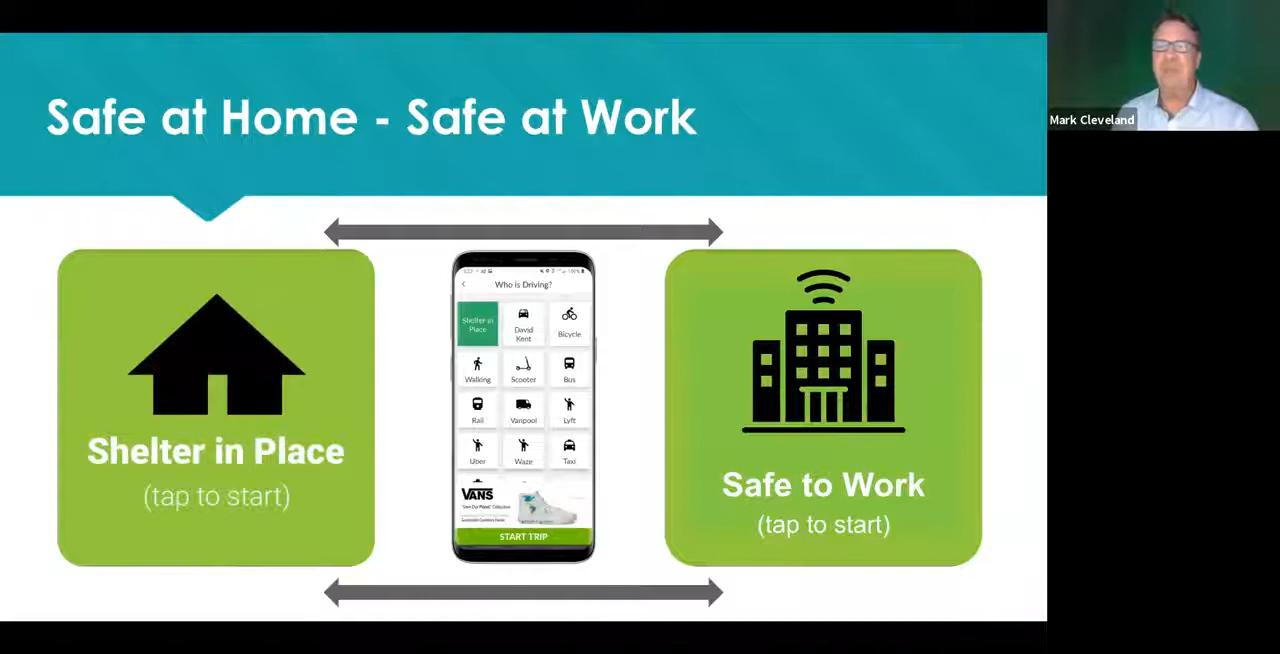 Safe at Home - Safe at Work
Mark Cleveland
Shelter in Place
(tap to start)
Who is Driving?
Shelter in
Place
David
Kent
Bicycle
Walking
Scooter
Bus
Rail
Vanpool
Lyft
Uber
Waze
Taxi
VANS
START TRIP
Safe to Work
(tap to start)